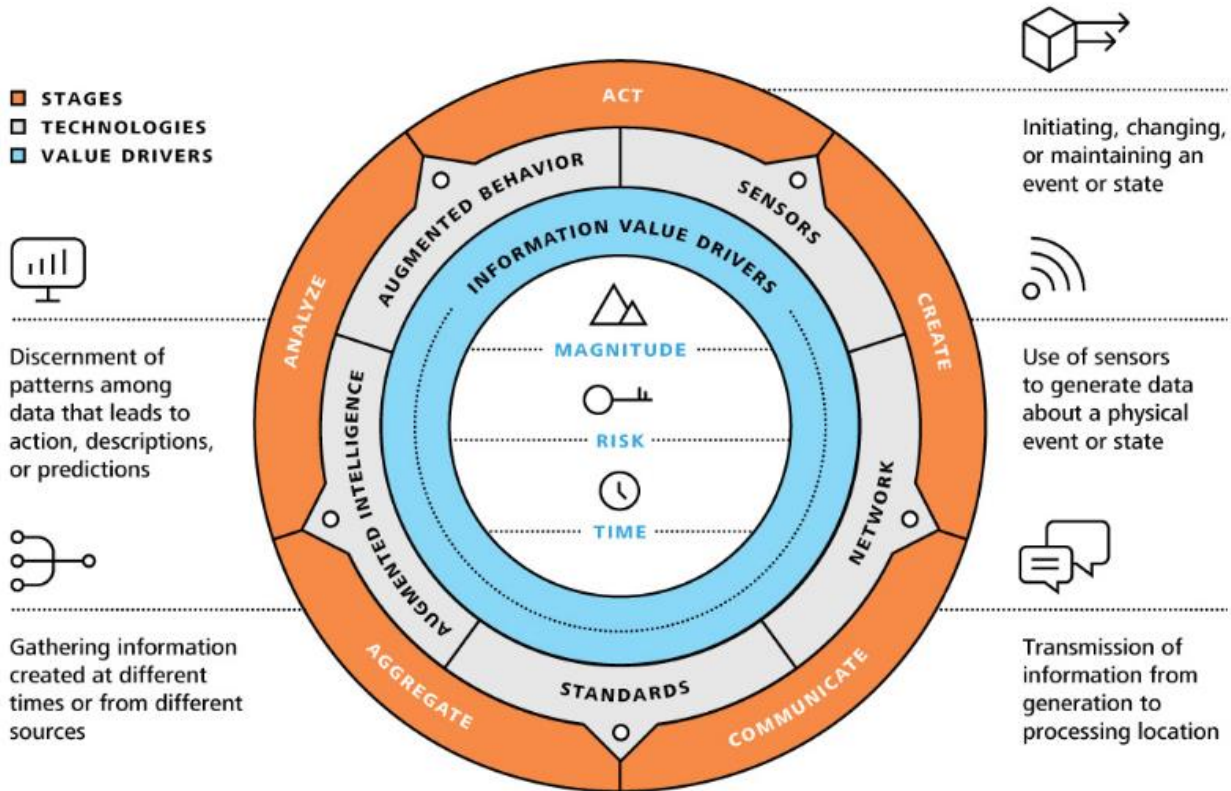 STAGES
TECHNOLOGIES
VALUE DRIVERS
ACT
Initiating, changing,
or maintaining an
event or state
AUGMENTED BEHAVIOR
SENSORS
INFORMATION VALUE DRIVERS
ANALYZE
CREATE
MAGNITUDE
RISK
TIME
Discernment of
patterns among
data that leads to
action, descriptions,
or predictions
Use of sensors
to generate data
about a physical
event or state
AUGMENTED INTELLIGENCE
NETWORK
STANDARDS
AGGREGATE
COMMUNICATE
Gathering information
created at different
times or from different
sources
Transmission of
information from
generation to
processing location